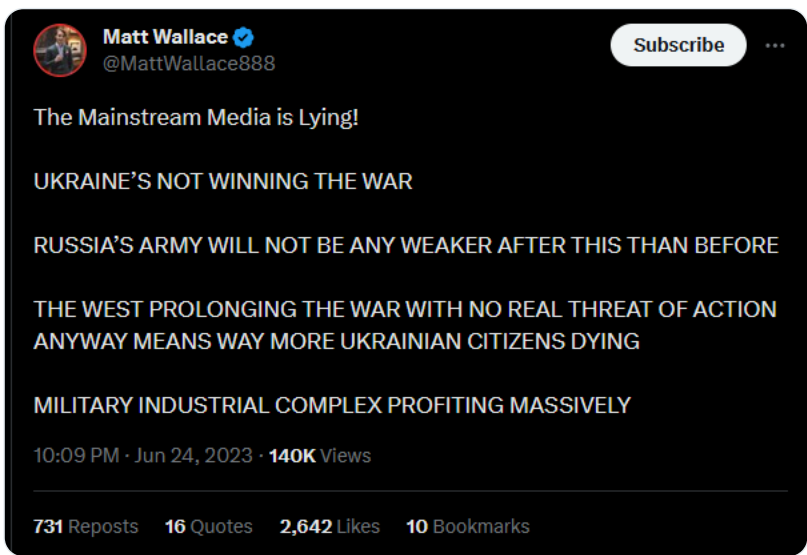 Matt Wallace
@MattWallace888
Subscribe
The Mainstream Media is Lying!
UKRAINE’S NOT WINNING THE WAR
RUSSIA’S ARMY WILL NOT BE ANY WEAKER AFTER THIS THAN BEFORE
THE WEST PROLONGING THE WAR WITH NO REAL THREAT OF ACTION
ANYWAY MEANS WAY MORE UKRAINIAN CITIZENS DYING
MILITARY INDUSTRIAL COMPLEX PROFITING MASSIVELY
10:09 PM · Jun 24, 2023 · 140K Views
731 Reposts 16 Quotes 2,642 Likes 10 Bookmarks